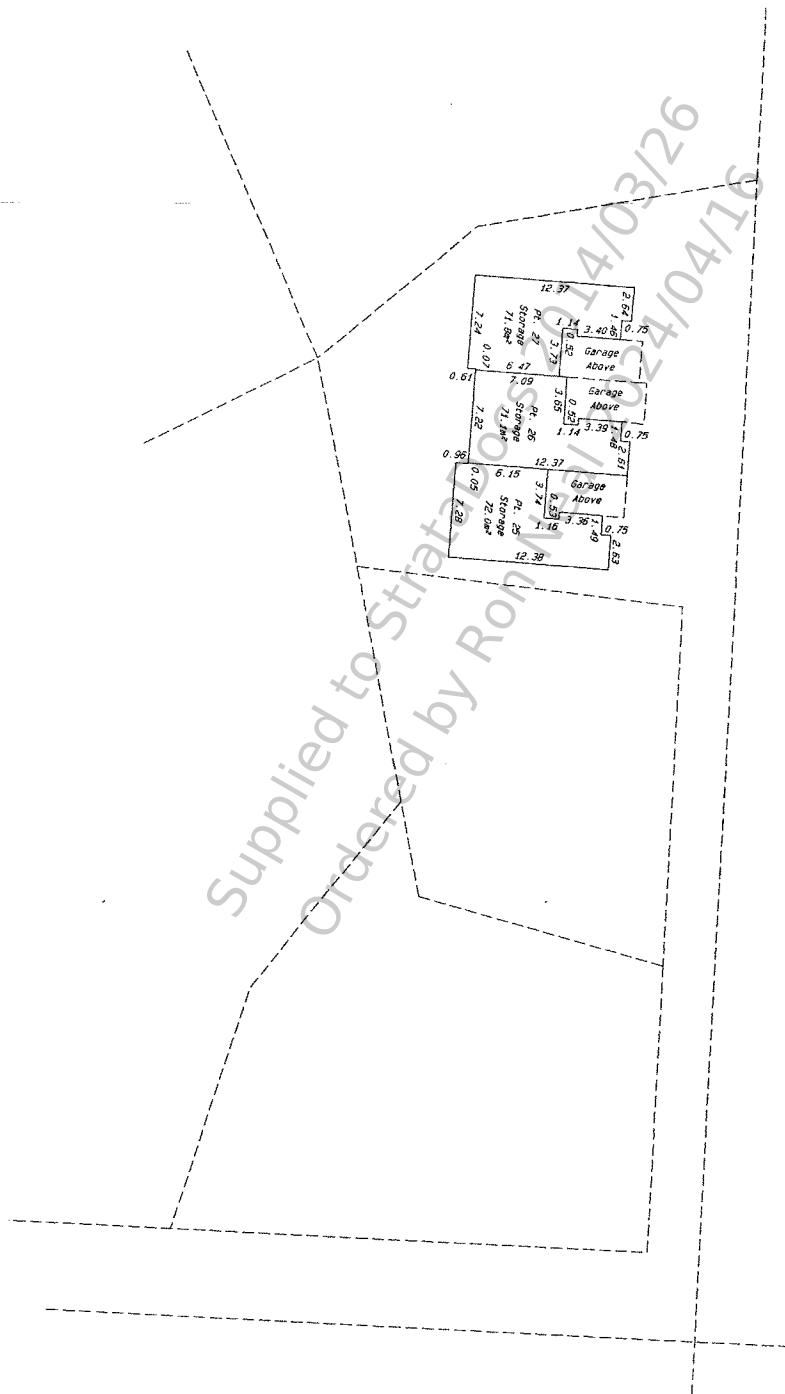 12.37
2.64
1.46
0.75
3.40
1.14
0.52
3.73
Garage
Above
Pt. 27
Storage
71.8m²
7.24
0.07
6.47
0.61
7.09
3.65
0.52
Garage
Above
1.14
3.39
1.48
0.75
2.61
Pt. 26
Storage
71.1m²
7.22
12.37
0.96
6.15
0.05
3.74
0.53
Garage
Above
1.16
3.36
1.49
0.75
2.63
Pt. 25
Storage
72.0m²
7.28
12.38
Supplied to StrataDocs 2014/03/26
Ordered by Ron Neal 2024/04/16